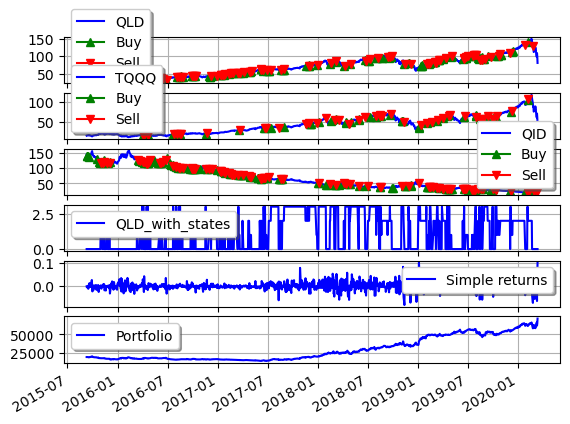 QLD
Buy
Sell
150
100
50
TQQQ
Buy
Sell
100
50
QID
Buy
Sell
150
100
50
QLD_with_states
2.5
0.0
Simple returns
0.1
0.0
Portfolio
50000
25000
2015-07
2016-01
2016-07
2017-01
2017-07
2018-01
2018-07
2019-01
2019-07
2020-01